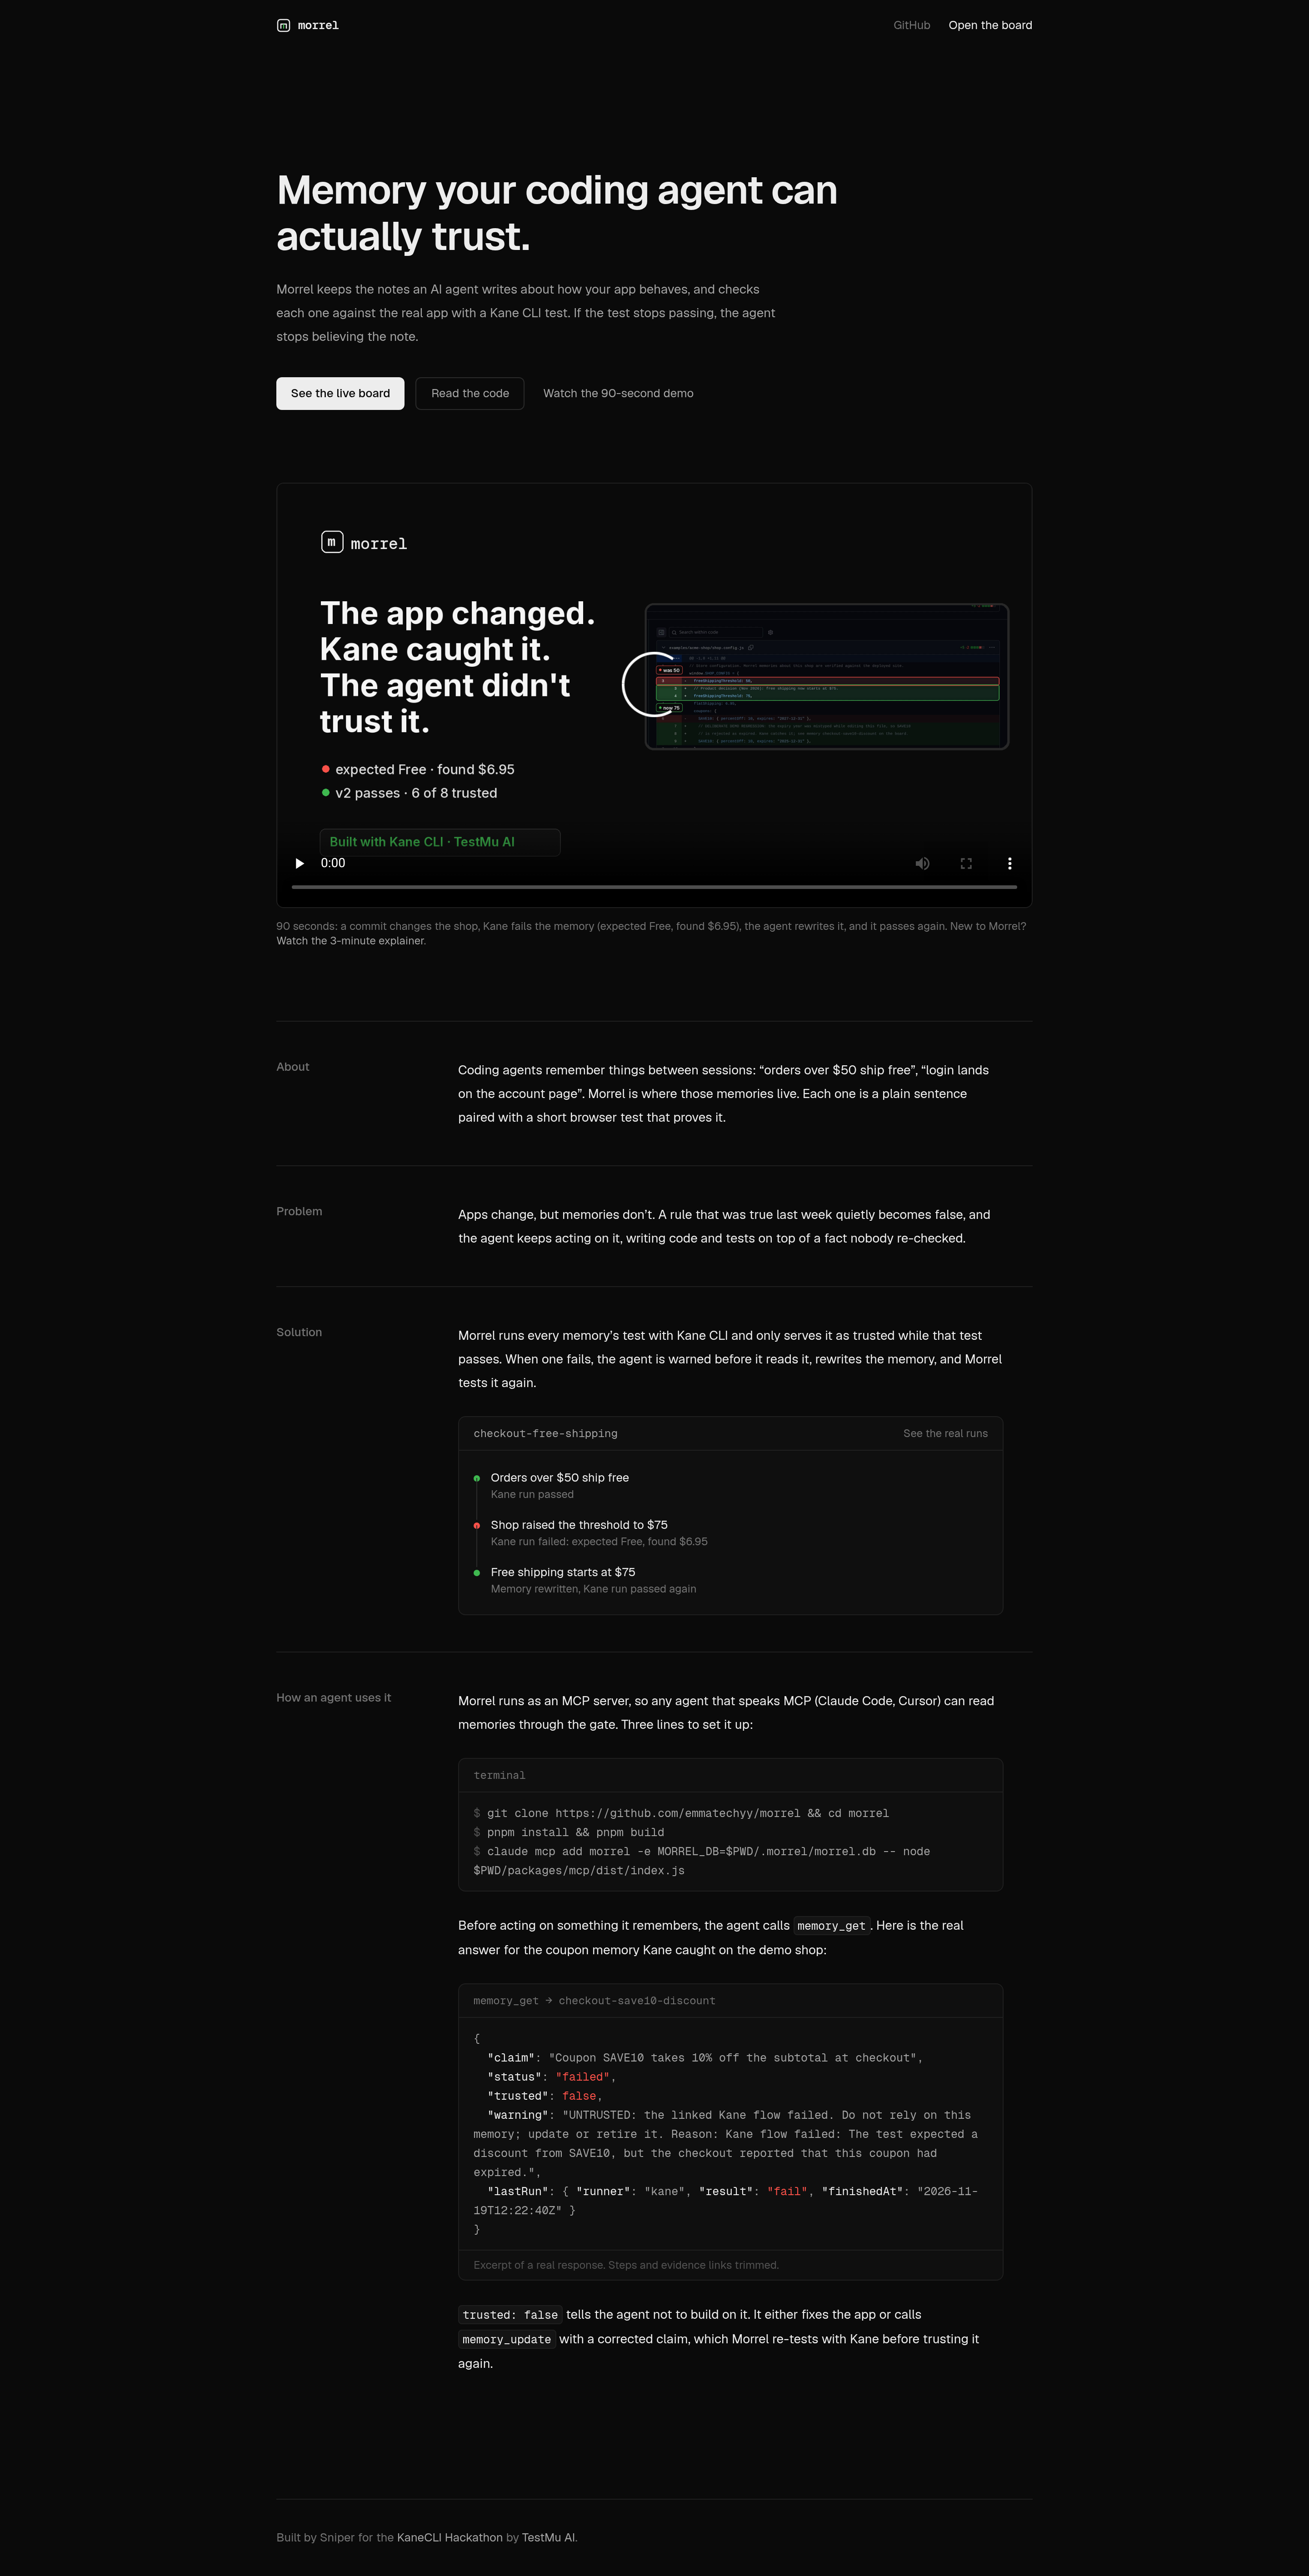 m morrel
GitHub
Open the board
Memory your coding agent can
actually trust.
Morrel keeps the notes an AI agent writes about how your app behaves, and checks
each one against the real app with a Kane CLI test. If the test stops passing, the agent
stops believing the note.
See the live board
Read the code
Watch the 90-second demo
m morrel
The app changed.
Kane caught it.
The agent didn't
trust it.
expected Free · found $6.95
v2 passes · 6 of 8 trusted
Built with Kane CLI · TestMu AI
Search within code
was 50
now 75
0:00
90 seconds: a commit changes the shop, Kane fails the memory (expected Free, found $6.95), the agent rewrites it, and it passes again. New to Morrel?
Watch the 3-minute explainer.
About
Coding agents remember things between sessions: “orders over $50 ship free”, “login lands
on the account page”. Morrel is where those memories live. Each one is a plain sentence
paired with a short browser test that proves it.
Problem
Apps change, but memories don’t. A rule that was true last week quietly becomes false, and
the agent keeps acting on it, writing code and tests on top of a fact nobody re-checked.
Solution
Morrel runs every memory’s test with Kane CLI and only serves it as trusted while that test
passes. When one fails, the agent is warned before it reads it, rewrites the memory, and Morrel
tests it again.
checkout-free-shipping
See the real runs
Orders over $50 ship free
Kane run passed
Shop raised the threshold to $75
Kane run failed: expected Free, found $6.95
Free shipping starts at $75
Memory rewritten, Kane run passed again
How an agent uses it
Morrel runs as an MCP server, so any agent that speaks MCP (Claude Code, Cursor) can read
memories through the gate. Three lines to set it up:
terminal
$ git clone https://github.com/emmatechyy/morrel && cd morrel
$ pnpm install && pnpm build
$ claude mcp add morrel -e MORREL_DB=$PWD/.morrel/morrel.db -- node
$PWD/packages/mcp/dist/index.js
Before acting on something it remembers, the agent calls memory_get. Here is the real
answer for the coupon memory Kane caught on the demo shop:
memory_get → checkout-save10-discount
{
"claim": "Coupon SAVE10 takes 10% off the subtotal at checkout",
"status": "failed",
"trusted": false,
"warning": "UNTRUSTED: the linked Kane flow failed. Do not rely on this
memory; update or retire it. Reason: Kane flow failed: The test expected a
discount from SAVE10, but the checkout reported that this coupon had
expired.",
"lastRun": { "runner": "kane", "result": "fail", "finishedAt": "2026-11-
19T12:22:40Z" }
}
Excerpt of a real response. Steps and evidence links trimmed.
trusted: false tells the agent not to build on it. It either fixes the app or calls
memory_update with a corrected claim, which Morrel re-tests with Kane before trusting it
again.
Built by Sniper for the KaneCLI Hackathon by TestMu AI.